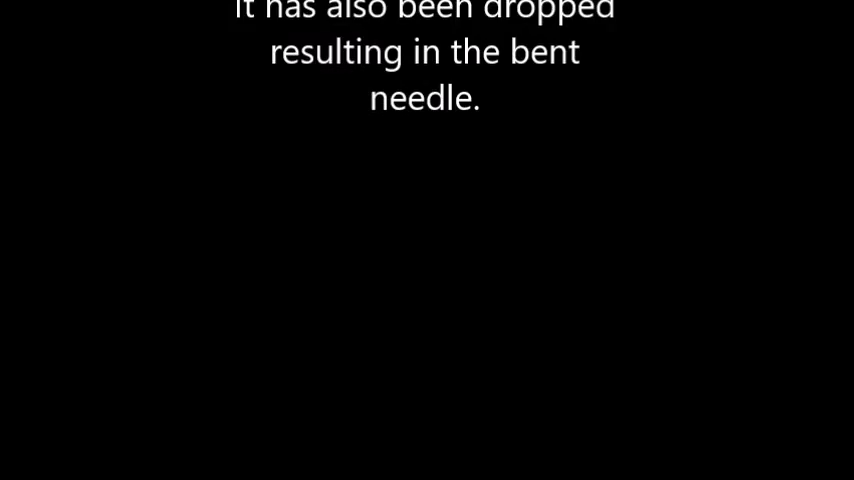 It has also been dropped
resulting in the bent
needle.